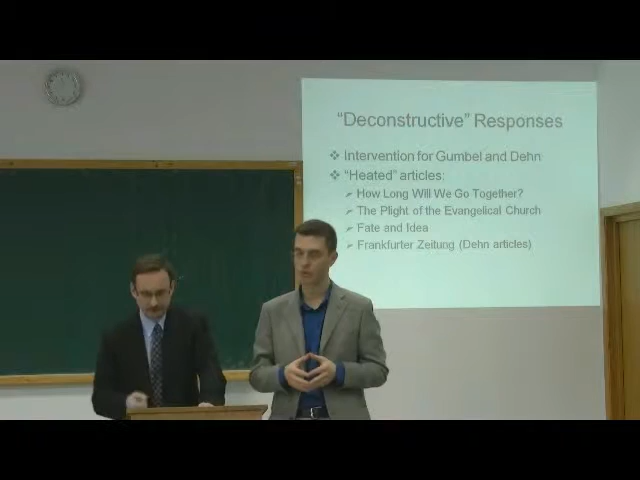 “Deconstructive” Responses
❖ Intervention for Gumbel and Dehn
❖ “Heated” articles:
➢ How Long Will We Go Together?
➢ The Plight of the Evangelical Church
➢ Fate and Idea
➢ Frankfurter Zeitung (Dehn articles)